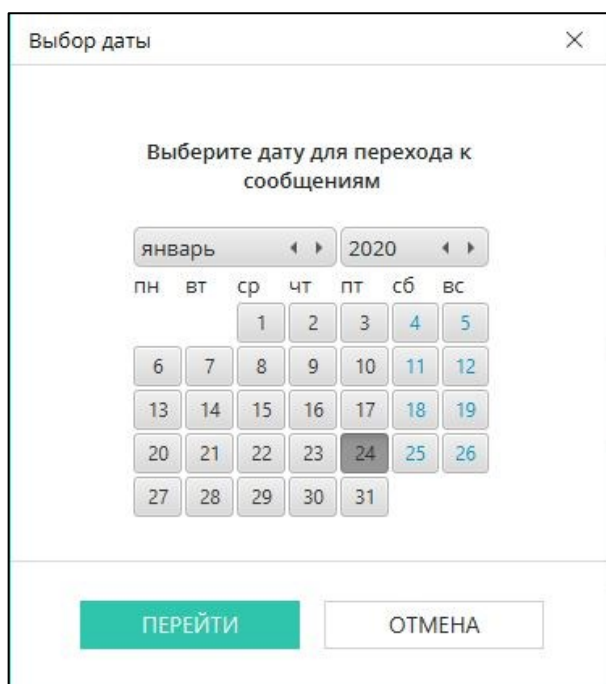 Выбор даты
Выберите дату для перехода к
сообщениям
январь 2020
пн вт ср чт пт сб вс
1 2 3 4 5
6 7 8 9 10 11 12
13 14 15 16 17 18 19
20 21 22 23 24 25 26
27 28 29 30 31
ПЕРЕЙТИ ОТМЕНА